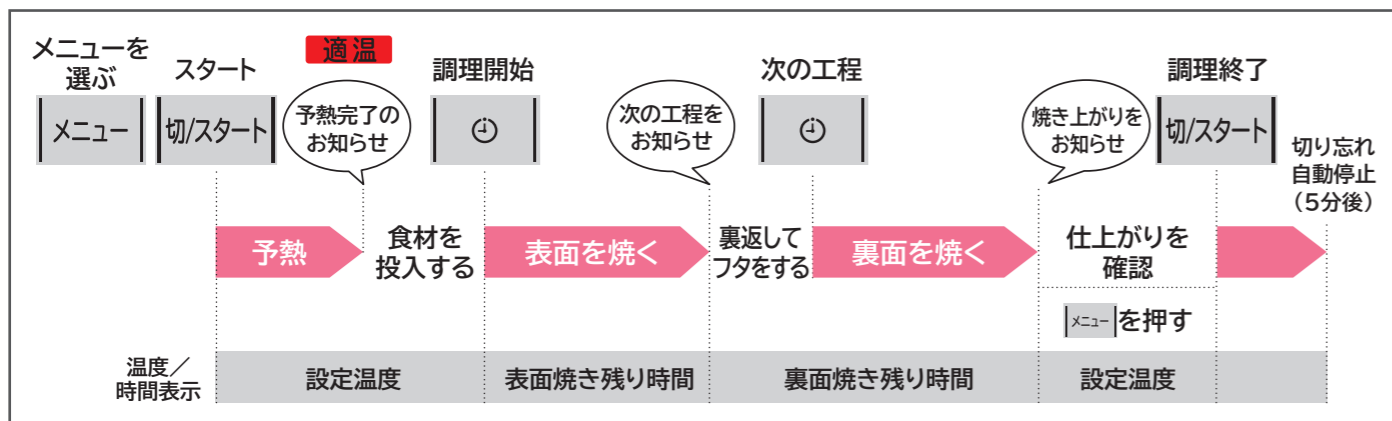 メニューを
選ぶ
メニュー
スタート
切/スタート
適温
予熱完了の
お知らせ
調理開始
次の工程を
お知らせ
次の工程
焼き上がりを
お知らせ
調理終了
切/スタート
切り忘れ
自動停止
(5分後)
予熱
食材を
投入する
表面を焼く
裏返して
フタをする
裏面を焼く
仕上がりを
確認
メニュー を押す
温度/
時間表示
設定温度
表面焼き残り時間
裏面焼き残り時間
設定温度